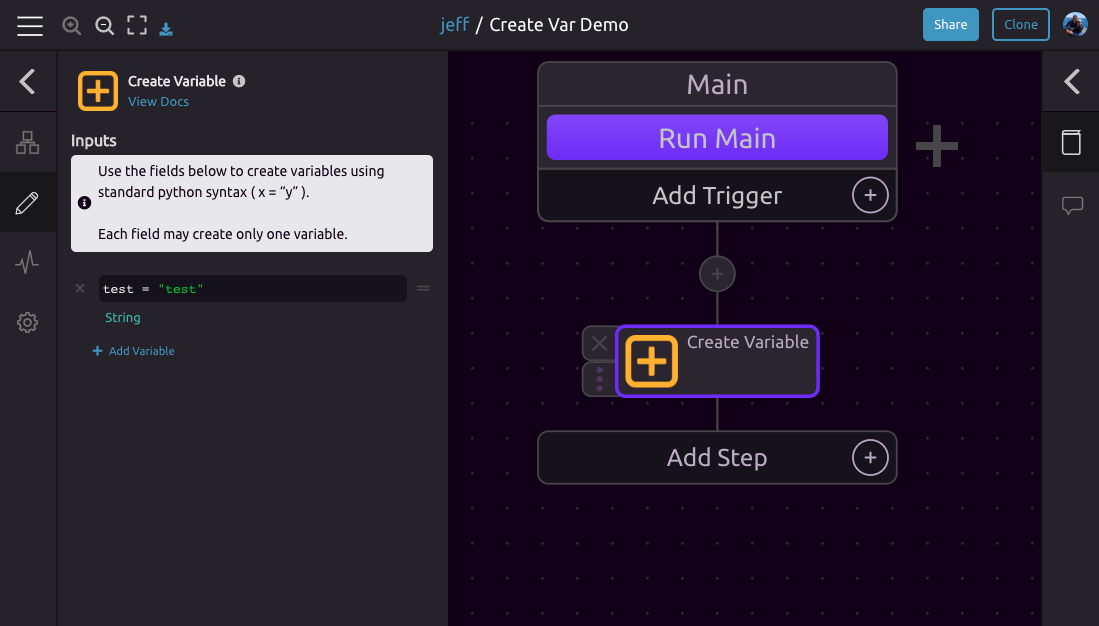 jeff / Create Var Demo
Share
Clone
Create Variable
View Docs
Inputs
Use the fields below to create variables using
standard python syntax ( x = “y” ).
Each field may create only one variable.
test = "test"
String
Add Variable
Main
Run Main
Add Trigger
Create Variable
Add Step